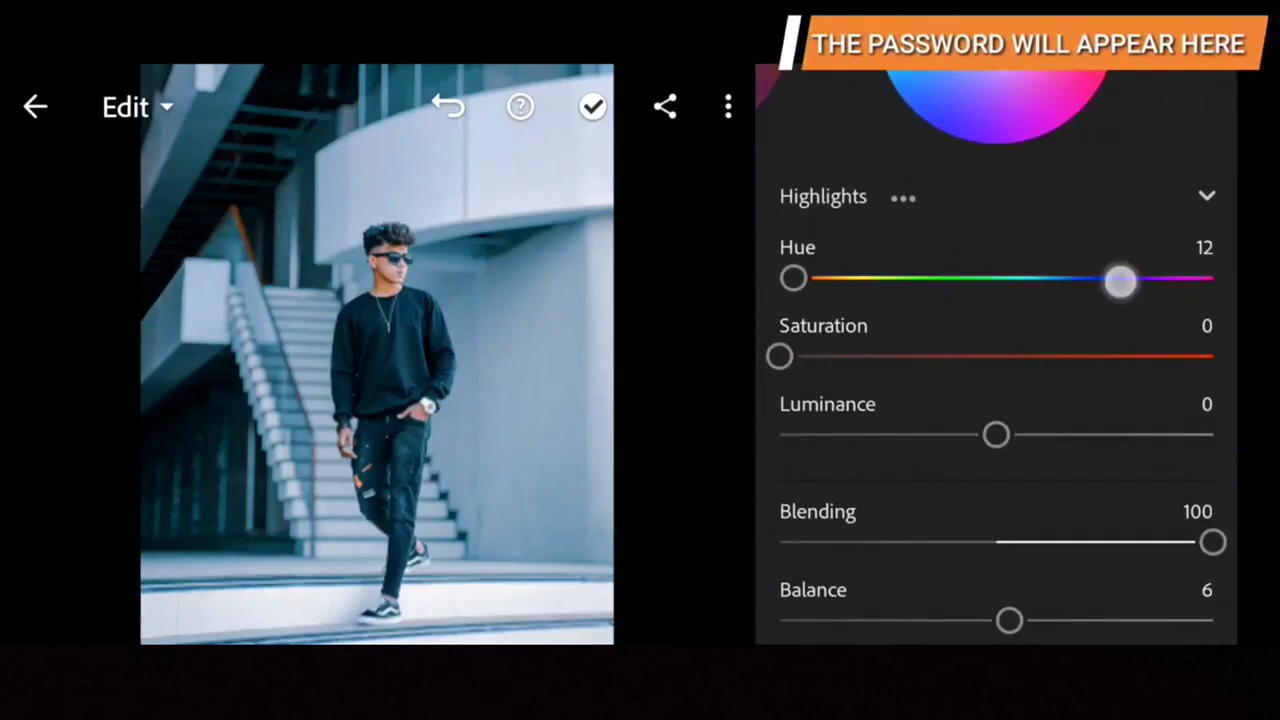 THE PASSWORD WILL APPEAR HERE
Edit
Highlights
Hue 12
Saturation 0
Luminance 0
Blending 100
Balance 6